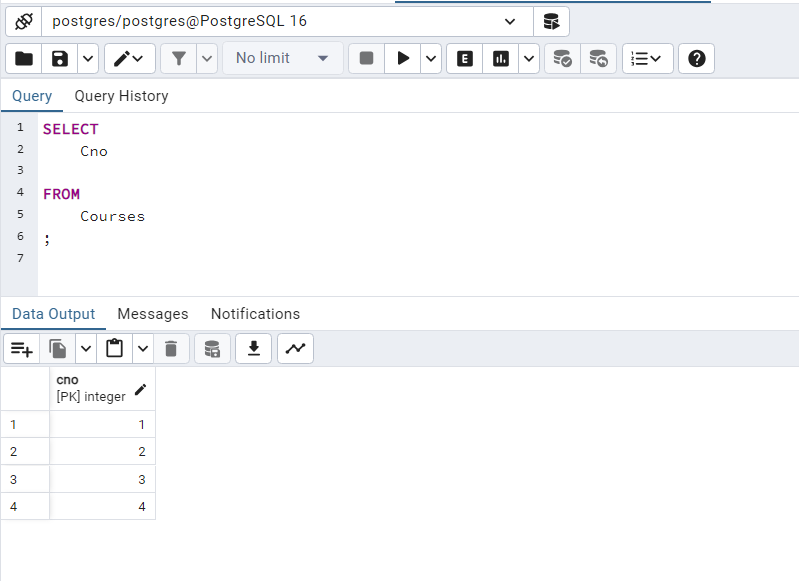 postgres/postgres@PostgreSQL 16
No limit
E
Query Query History
1 SELECT
2 Cno
3
4 FROM
5 Courses
6 ;
7
Data Output Messages Notifications
cno
[PK] integer
1 1
2 2
3 3
4 4